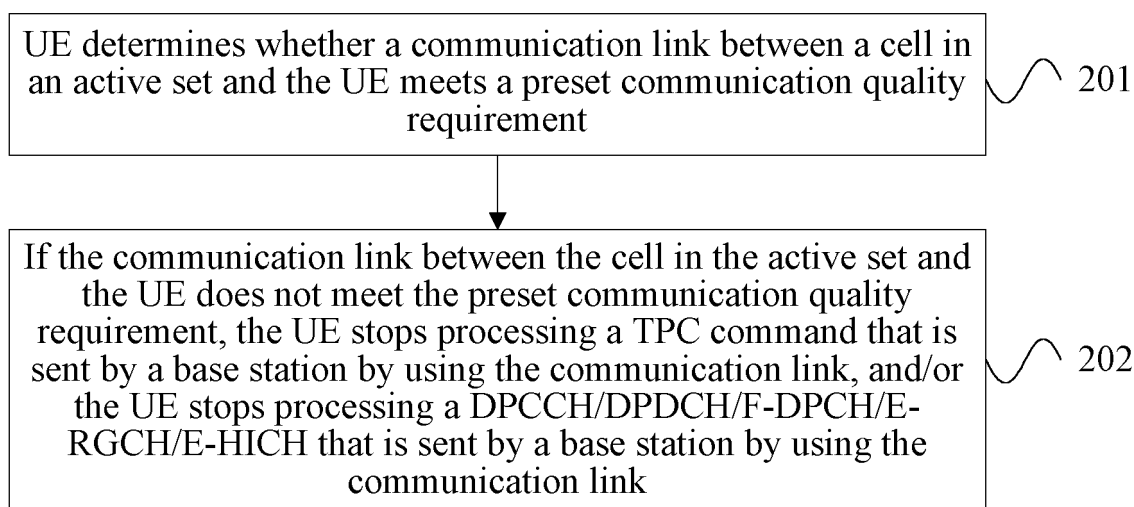 UE determines whether a communication link between a cell in
an active set and the UE meets a preset communication quality
requirement
201
If the communication link between the cell in the active set and
the UE does not meet the preset communication quality
requirement, the UE stops processing a TPC command that is
sent by a base station by using the communication link, and/or
the UE stops processing a DPCCH/DPDCH/F-DPCH/E-
RGCH/E-HICH that is sent by a base station by using the
communication link
202